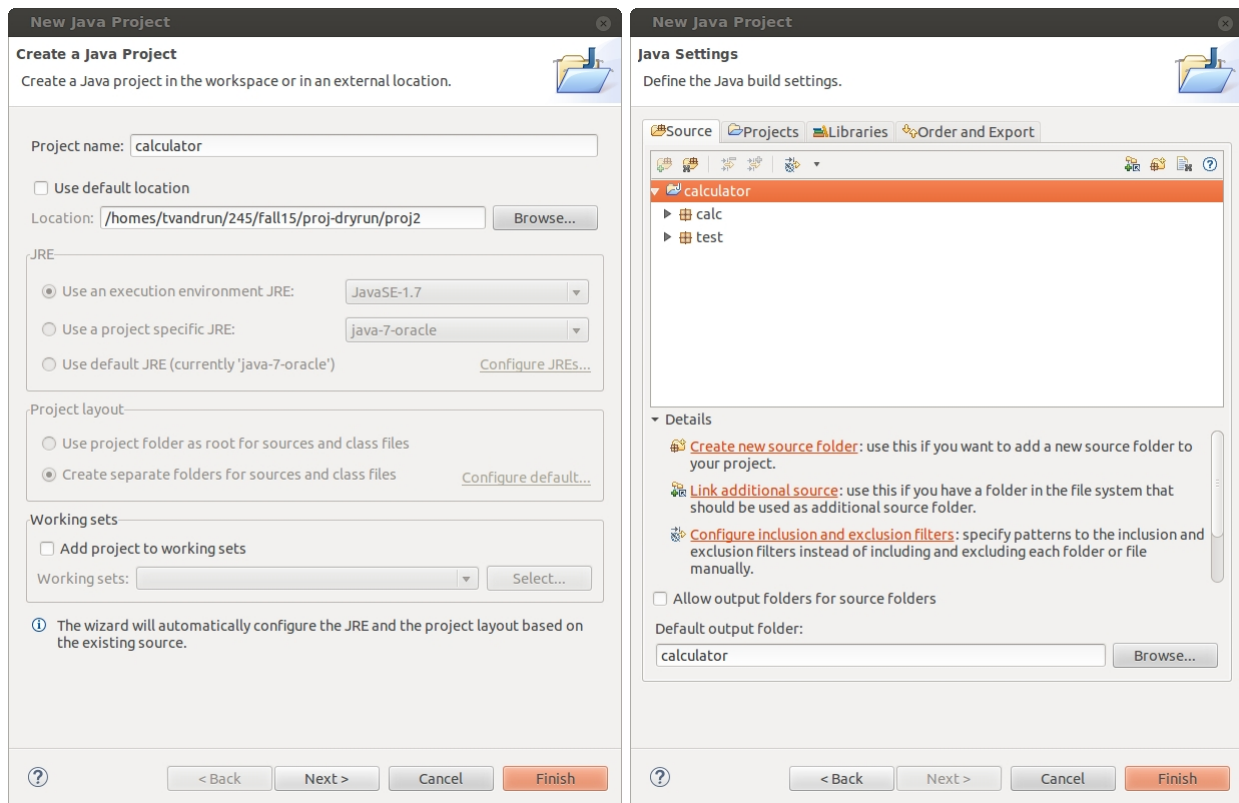 New Java Project
Create a Java Project
Create a Java project in the workspace or in an external location.
Project name: calculator
Use default location
Location: /homes/tvandrun/245/fall15/proj-dryrun/proj2 Browse...
JRE
Use an execution environment JRE: JavaSE-1.7
Use a project specific JRE: java-7-oracle
Use default JRE (currently 'java-7-oracle') Configure JREs...
Project layout
Use project folder as root for sources and class files
Create separate folders for sources and class files Configure default...
Working sets
Add project to working sets
Working sets: Select...
The wizard will automatically configure the JRE and the project layout based on
the existing source.
< Back Next > Cancel Finish
New Java Project
Java Settings
Define the Java build settings.
Source Projects Libraries Order and Export
calculator
calc
test
Details
Create new source folder: use this if you want to add a new source folder to
your project.
Link additional source: use this if you have a folder in the file system that
should be used as additional source folder.
Configure inclusion and exclusion filters: specify patterns to the inclusion and
exclusion filters instead of including and excluding each folder or file
manually.
Allow output folders for source folders
Default output folder:
calculator Browse...
< Back Next > Cancel Finish